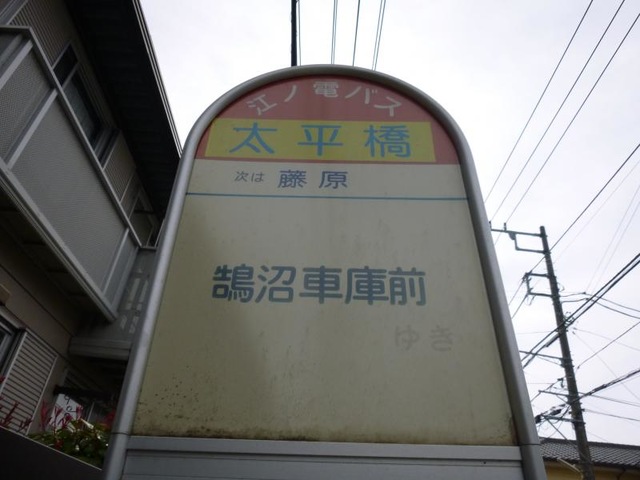 江ノ電バス
太平橋
次は 藤原
鵠沼車庫前
ゆき